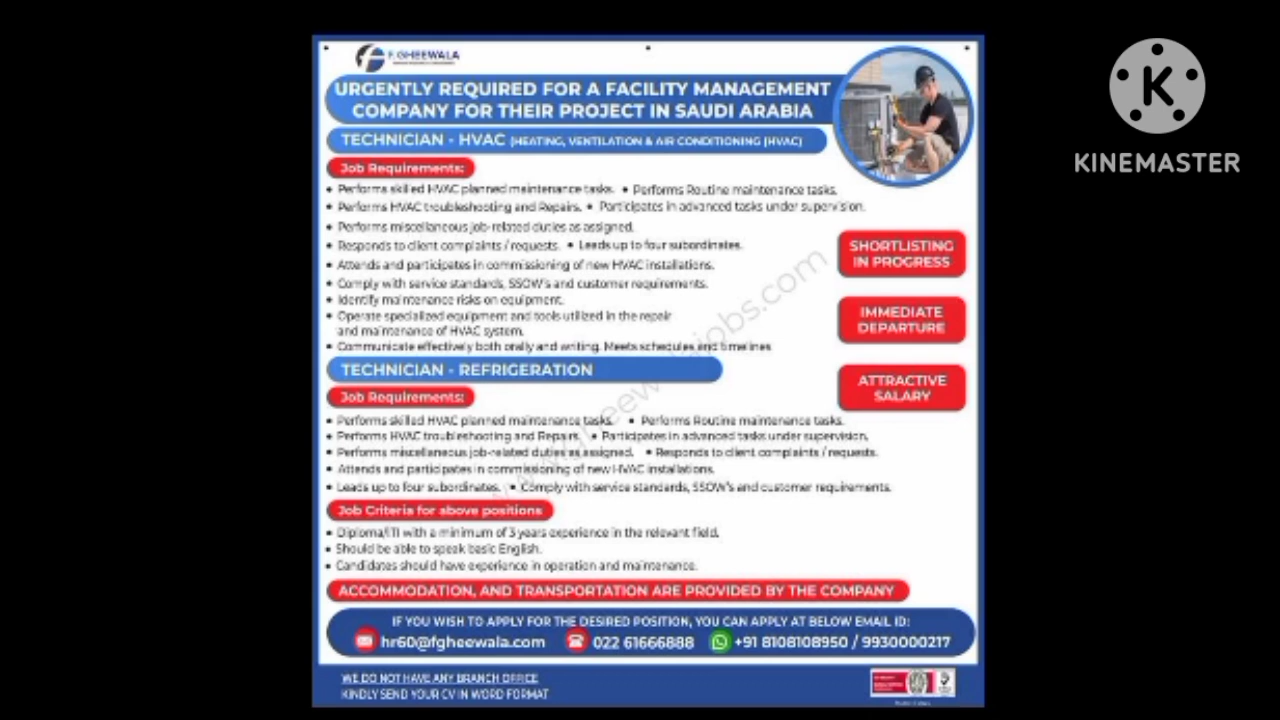 F. GHEEWALA
URGENTLY REQUIRED FOR A FACILITY MANAGEMENT
COMPANY FOR THEIR PROJECT IN SAUDI ARABIA
TECHNICIAN - HVAC (HEATING, VENTILATION & AIR CONDITIONING (HVAC)
Job Requirements:
• Performs skilled HVAC planned maintenance tasks. • Performs Routine maintenance tasks.
• Performs HVAC troubleshooting and Repairs. • Participates in advanced tasks under supervision.
• Performs miscellaneous job-related duties as assigned.
• Responds to client complaints / requests. • Leads up to four subordinates.
• Attends and participates in commissioning of new HVAC installations.
• Comply with service standards, SSOW's and customer requirements.
• Identify maintenance risks on equipment.
• Operate specialized equipment and tools utilized in the repair
and maintenance of HVAC system.
• Communicate effectively both orally and writing. Meets schedules and timelines
SHORTLISTING
IN PROGRESS
IMMEDIATE
DEPARTURE
ATTRACTIVE
SALARY
TECHNICIAN - REFRIGERATION
Job Requirements:
• Performs skilled HVAC planned maintenance tasks. • Performs Routine maintenance tasks.
• Performs HVAC troubleshooting and Repairs. • Participates in advanced tasks under supervision.
• Performs miscellaneous job-related duties as assigned. • Responds to client complaints / requests.
• Attends and participates in commissioning of new HVAC installations.
• Leads up to four subordinates. • Comply with service standards, SSOW's and customer requirements.
Job Criteria for above positions
• Diploma/ITI with a minimum of 3 years experience in the relevant field.
• Should be able to speak basic English.
• Candidates should have experience in operation and maintenance.
ACCOMMODATION, AND TRANSPORTATION ARE PROVIDED BY THE COMPANY
IF YOU WISH TO APPLY FOR THE DESIRED POSITION, YOU CAN APPLY AT BELOW EMAIL ID:
hr60@fgheewala.com 022 61666888 +91 8108108950 / 9930000217
WE DO NOT HAVE ANY BRANCH OFFICE
KINDLY SEND YOUR CV IN WORD FORMAT
K
KINEMASTER